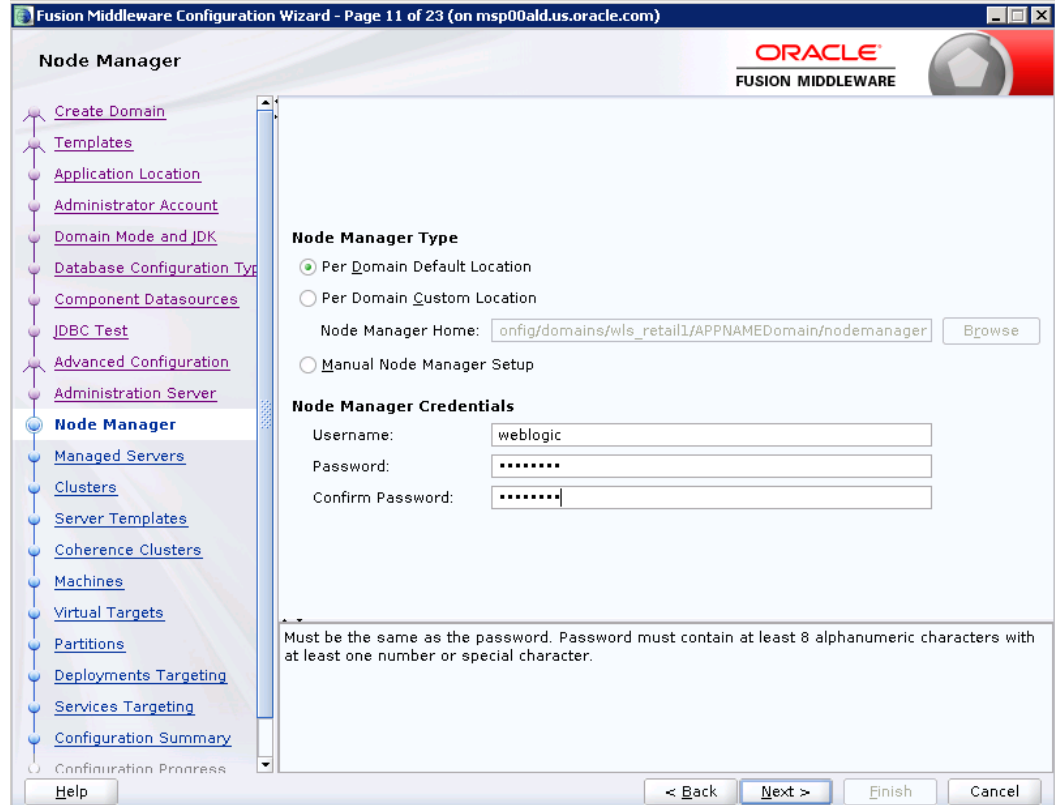 Fusion Middleware Configuration Wizard - Page 11 of 23 (on msp00ald.us.oracle.com)
Node Manager
ORACLE
FUSION MIDDLEWARE
Create Domain
Templates
Application Location
Administrator Account
Domain Mode and JDK
Database Configuration Typ
Component Datasources
JDBC Test
Advanced Configuration
Administration Server
Node Manager
Managed Servers
Clusters
Server Templates
Coherence Clusters
Machines
Virtual Targets
Partitions
Deployments Targeting
Services Targeting
Configuration Summary
Configuration Progress
Node Manager Type
Per Domain Default Location
Per Domain Custom Location
Node Manager Home: onfig/domains/wls_retail1/APPNAMEDomain/nodemanager Browse
Manual Node Manager Setup
Node Manager Credentials
Username: weblogic
Password: ••••••••
Confirm Password: ••••••••
Must be the same as the password. Password must contain at least 8 alphanumeric characters with
at least one number or special character.
Help < Back Next > Finish Cancel